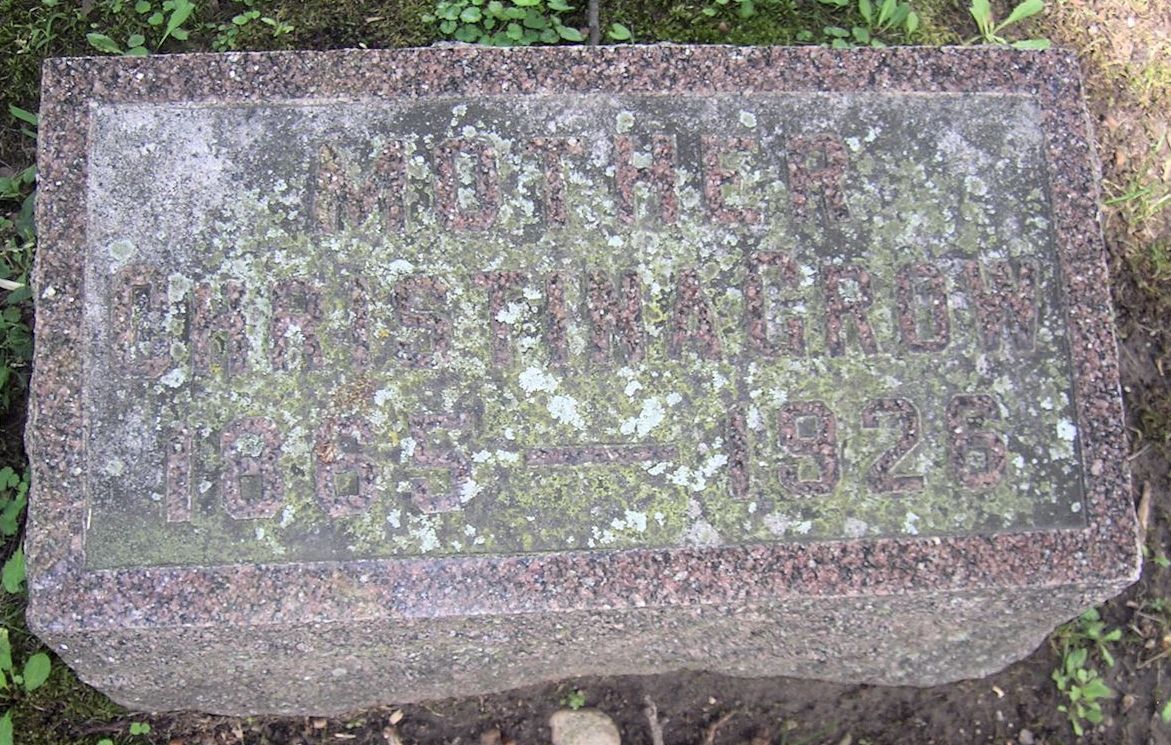 MOTHER
CHRISTINA GROW
1865 — 1926